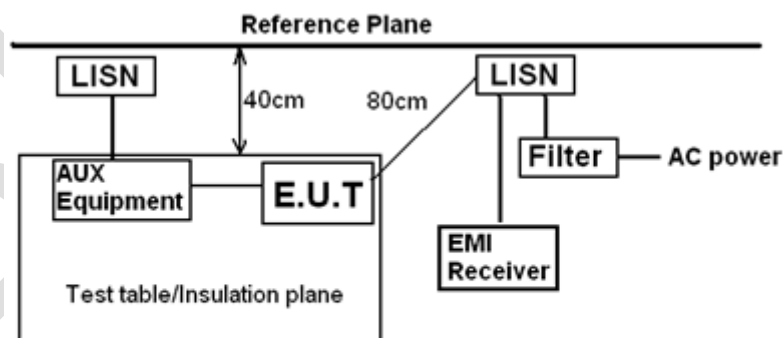 Reference Plane
LISN
40cm
80cm
LISN
Filter
AC power
AUX
Equipment
E.U.T
EMI
Receiver
Test table/Insulation plane